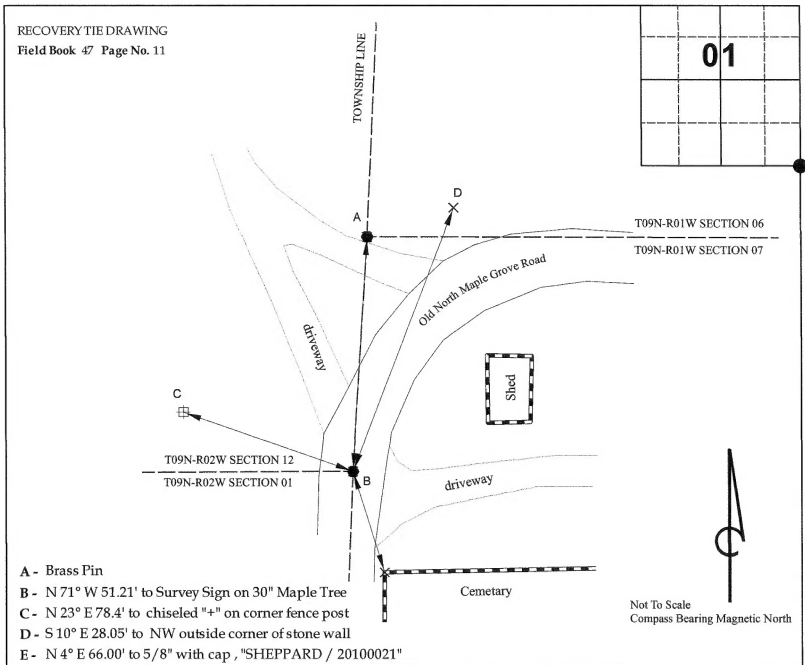 RECOVERY TIE DRAWING
Field Book 47 Page No. 11
01
TOWNSHIP LINE
D
A
T09N-R01W SECTION 06
T09N-R01W SECTION 07
Old North Maple Grove Road
driveway
Shed
C
T09N-R02W SECTION 12
T09N-R02W SECTION 01
B
driveway
Cemetary
A - Brass Pin
B - N 71° W 51.21' to Survey Sign on 30" Maple Tree
C - N 23° E 78.4' to chiseled "+" on corner fence post
D - S 10° E 28.05' to NW outside corner of stone wall
E - N 4° E 66.00' to 5/8" with cap , "SHEPPARD / 20100021"
Not To Scale
Compass Bearing Magnetic North